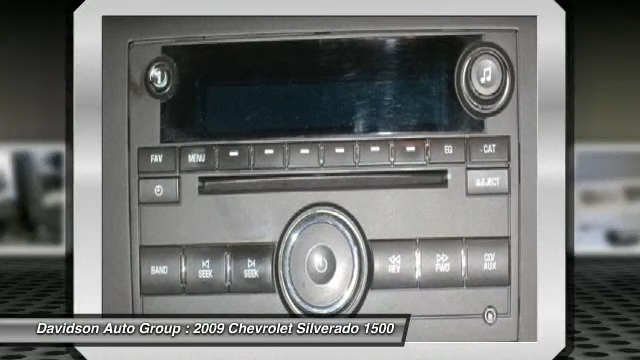 FAV MENU EQ CAT
EJECT
BAND SEEK SEEK REV FWD CD/AUX
Davidson Auto Group : 2009 Chevrolet Silverado 1500